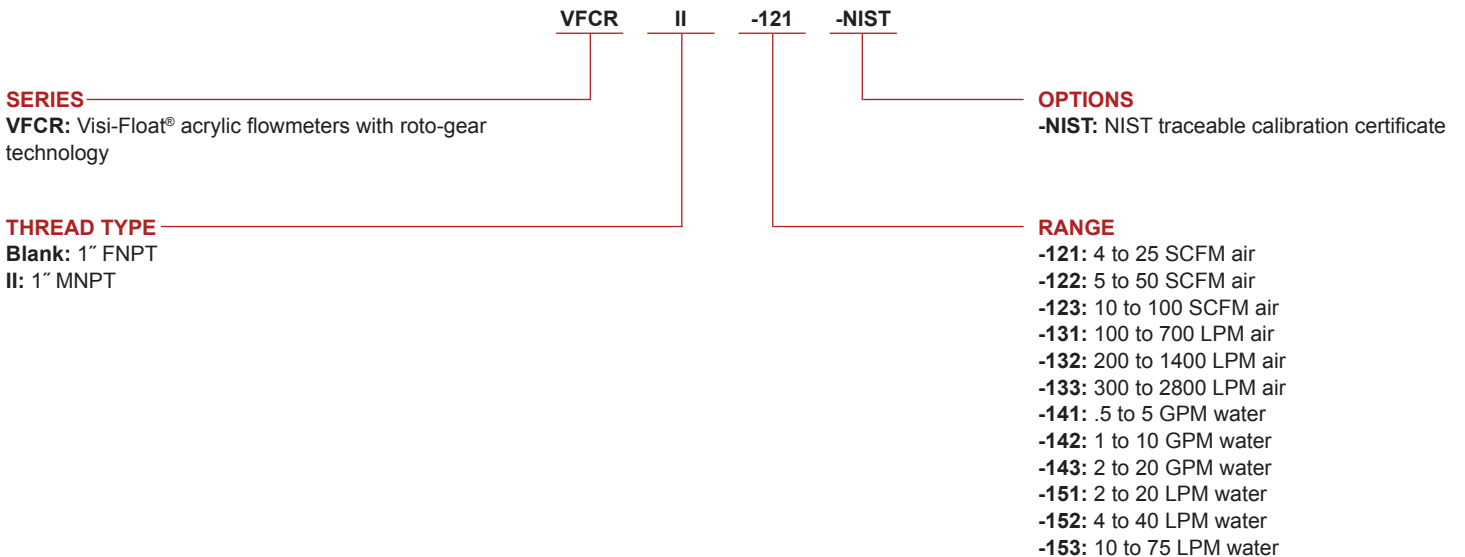 VFCR II -121 -NIST
SERIES
VFCR: Visi-Float® acrylic flowmeters with roto-gear
technology
THREAD TYPE
Blank: 1˝ FNPT
II: 1˝ MNPT
OPTIONS
-NIST: NIST traceable calibration certificate
RANGE
-121: 4 to 25 SCFM air
-122: 5 to 50 SCFM air
-123: 10 to 100 SCFM air
-131: 100 to 700 LPM air
-132: 200 to 1400 LPM air
-133: 300 to 2800 LPM air
-141: .5 to 5 GPM water
-142: 1 to 10 GPM water
-143: 2 to 20 GPM water
-151: 2 to 20 LPM water
-152: 4 to 40 LPM water
-153: 10 to 75 LPM water